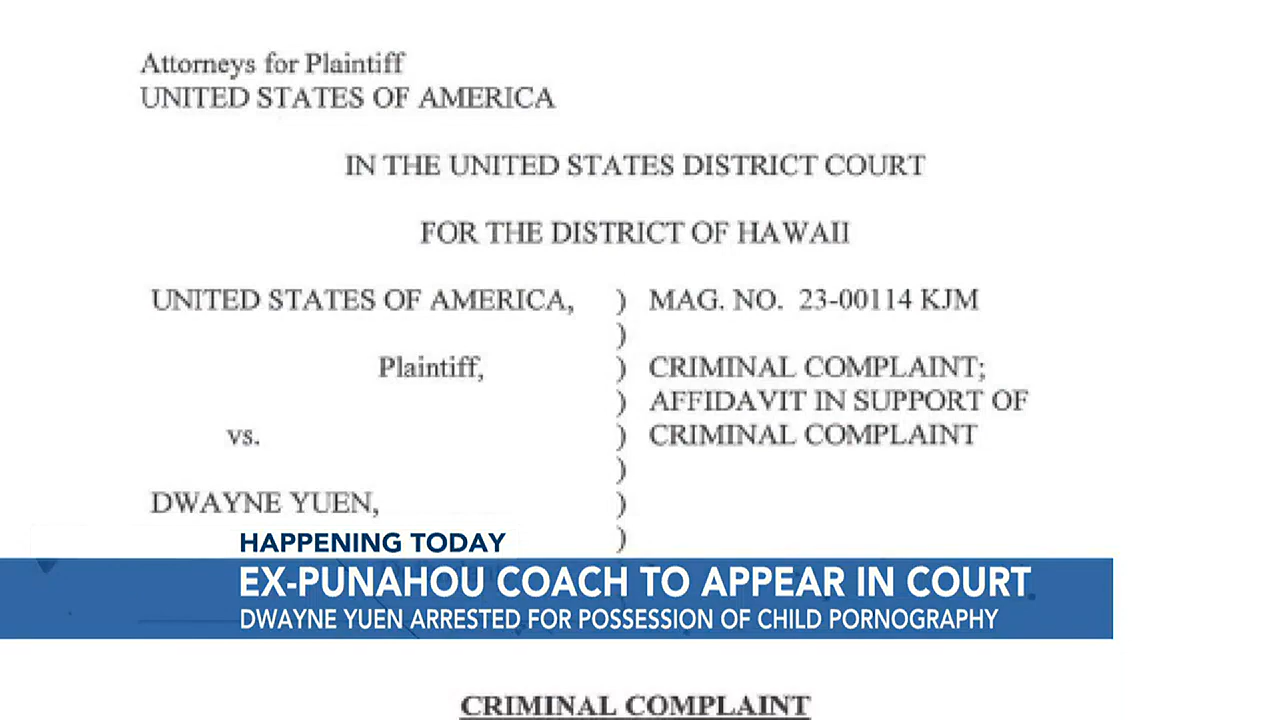 Attorneys for Plaintiff
UNITED STATES OF AMERICA
IN THE UNITED STATES DISTRICT COURT
FOR THE DISTRICT OF HAWAII
UNITED STATES OF AMERICA, ) MAG. NO. 23-00114 KJM
)
Plaintiff, ) CRIMINAL COMPLAINT;
) AFFIDAVIT IN SUPPORT OF
vs. ) CRIMINAL COMPLAINT
)
DWAYNE YUEN, )
)
HAPPENING TODAY
EX-PUNAHOU COACH TO APPEAR IN COURT
DWAYNE YUEN ARRESTED FOR POSSESSION OF CHILD PORNOGRAPHY
CRIMINAL COMPLAINT